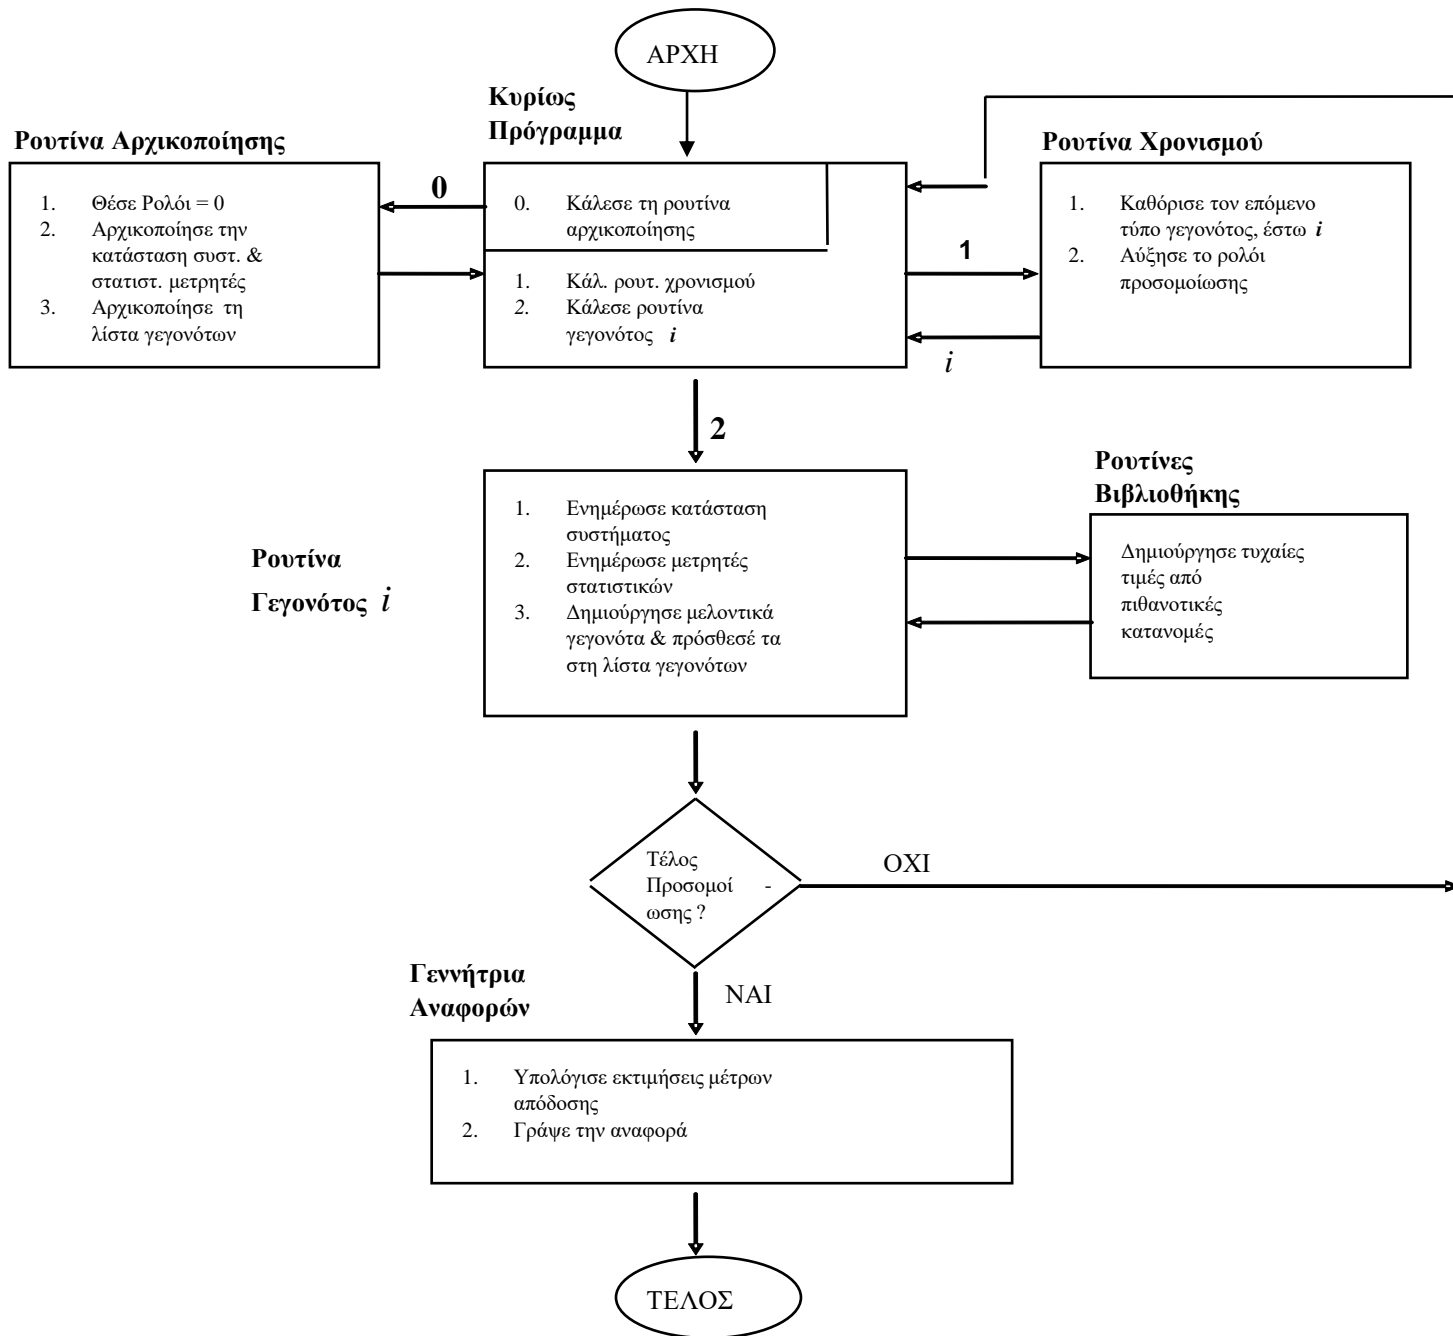 ΑΡΧΗ
Κυρίως
Πρόγραμμα
Ρουτίνα Αρχικοποίησης
1. Θέσε Ρολόι = 0
2. Αρχικοποίησε την
κατάσταση συστ. &
στατιστ. μετρητές
3. Αρχικοποίησε τη
λίστα γεγονότων
0
0. Κάλεσε τη ρουτίνα
αρχικοποίησης
1. Κάλ. ρουτ. χρονισμού
2. Κάλεσε ρουτίνα
γεγονότος i
1
i
Ρουτίνα Χρονισμού
1. Καθόρισε τον επόμενο
τύπο γεγονότος, έστω i
2. Αύξησε το ρολόι
προσομοίωσης
2
Ρουτίνα
Γεγονότος i
1. Ενημέρωσε κατάσταση
συστήματος
2. Ενημέρωσε μετρητές
στατιστικών
3. Δημιούργησε μελοντικά
γεγονότα & πρόσθεσέ τα
στη λίστα γεγονότων
Ρουτίνες
Βιβλιοθήκης
Δημιούργησε τυχαίες
τιμές από
πιθανοτικές
κατανομές
Τέλος
Προσομοί -
ωσης ?
ΟΧΙ
ΝΑΙ
Γεννήτρια
Αναφορών
1. Υπολόγισε εκτιμήσεις μέτρων
απόδοσης
2. Γράψε την αναφορά
ΤΕΛΟΣ